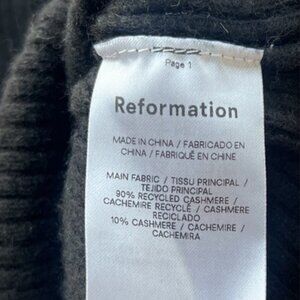 Page 1
Reformation
MADE IN CHINA / FABRICADO EN
CHINA / FABRIQUÉ EN CHINE
MAIN FABRIC / TISSU PRINCIPAL /
TEJIDO PRINCIPAL
90% RECYCLED CASHMERE /
CACHEMIRE RECYCLÉ / CASHMERE
RECICLADO
10% CASHMERE / CACHEMIRE /
CACHEMIRA